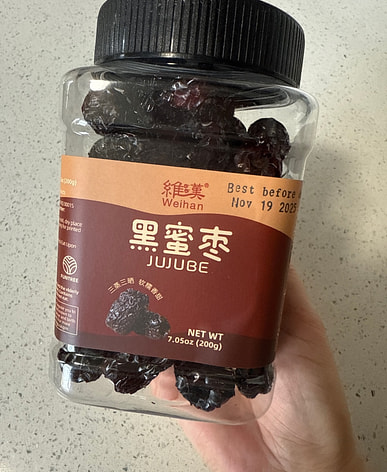 維漢®
Weihan
Best before
Nov 19 2025
黑蜜枣
JUJUBE
三蒸三晒 软糯香甜
NET WT
7.05oz (200g)